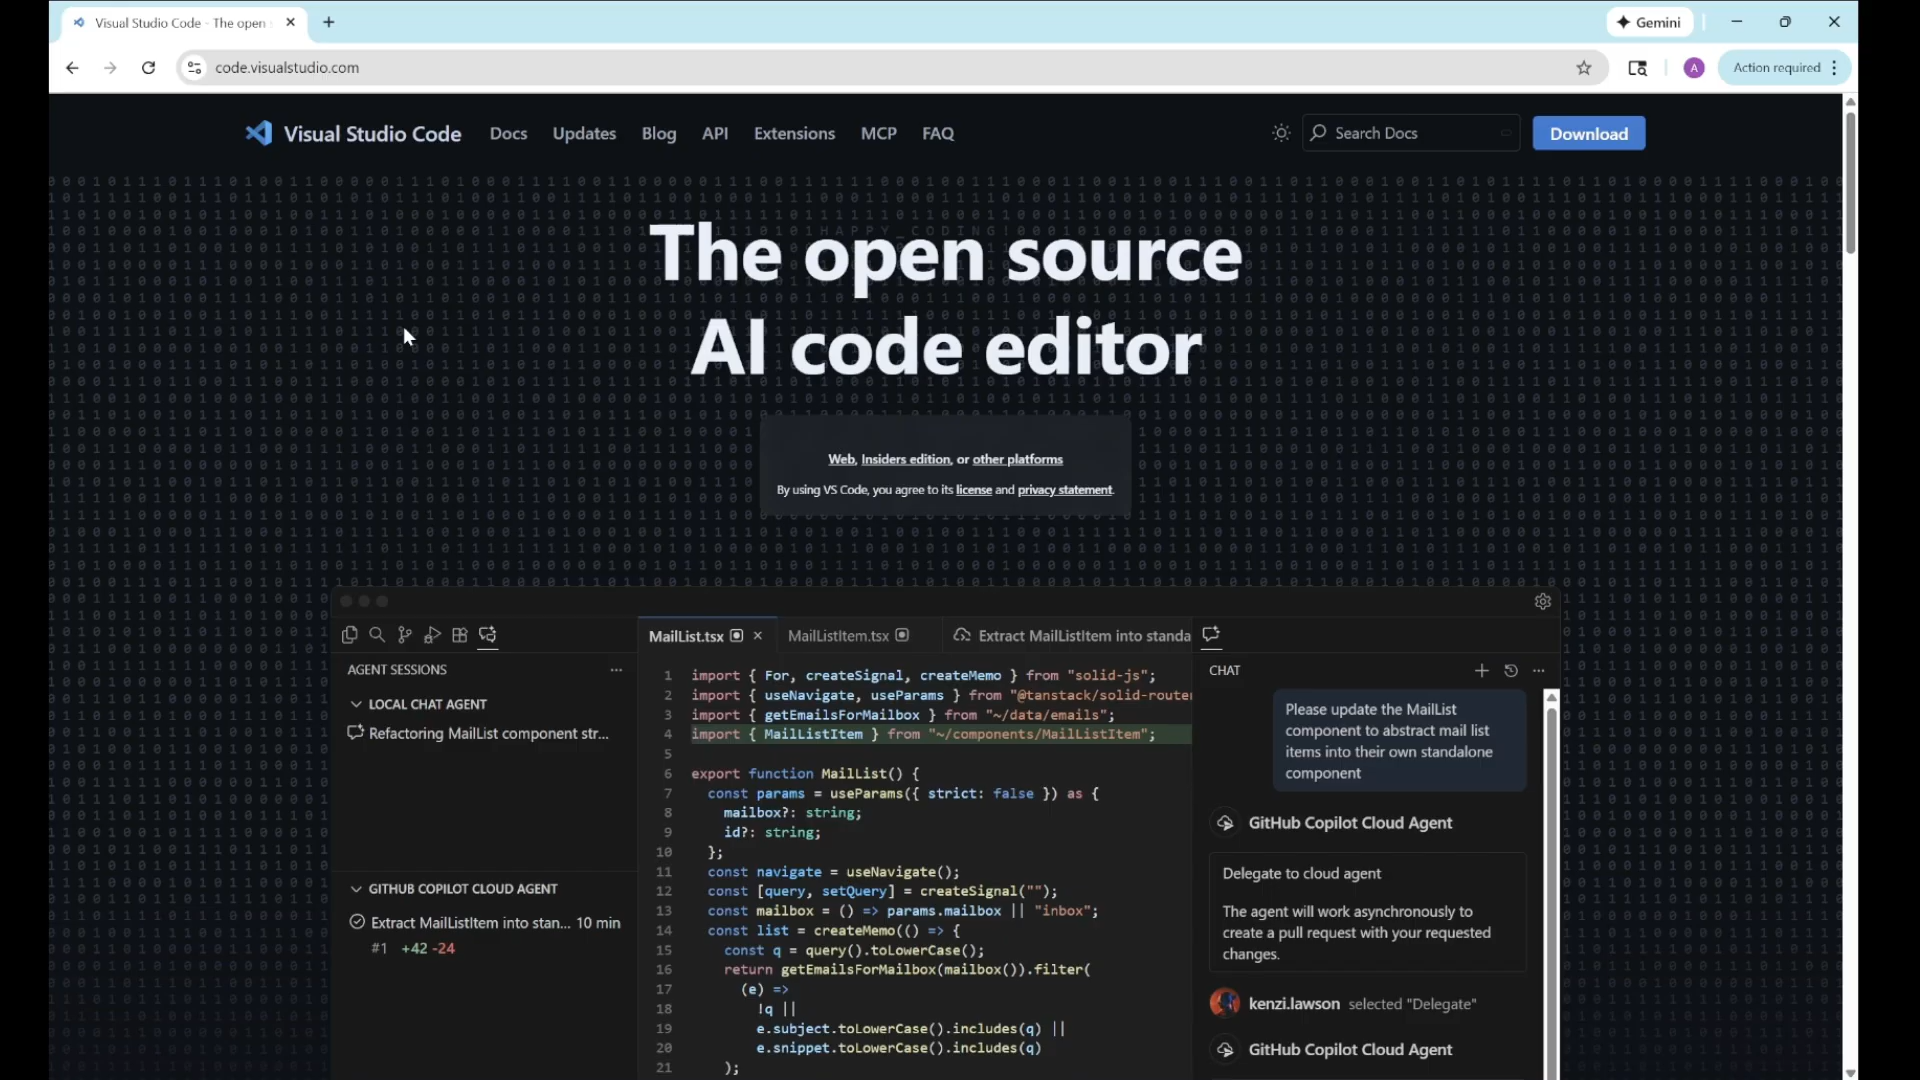 Visual Studio Code - The open
Gemini
code.visualstudio.com
A
Action required
Visual Studio Code
Docs
Updates
Blog
API
Extensions
MCP
FAQ
Search Docs
Download
HAPPY CODING!
The open source
AI code editor
Web, Insiders edition, or other platforms
By using VS Code, you agree to its license and privacy statement.
AGENT SESSIONS
LOCAL CHAT AGENT
Refactoring MailList component str...
GITHUB COPILOT CLOUD AGENT
Extract MailListItem into stan... 10 min
#1 +42 -24
MailList.tsx
MailListItem.tsx
Extract MailListItem into standa
1 import { For, createSignal, createMemo } from "solid-js";
2 import { useNavigate, useParams } from "@tanstack/solid-router
3 import { getEmailsForMailbox } from "~/data/emails";
4 import { MailListItem } from "~/components/MailListItem";
5
6 export function MailList() {
7 const params = useParams({ strict: false }) as {
8 mailbox?: string;
9 id?: string;
10 };
11 const navigate = useNavigate();
12 const [query, setQuery] = createSignal("");
13 const mailbox = () => params.mailbox || "inbox";
14 const list = createMemo(() => {
15 const q = query().toLowerCase();
16 return getEmailsForMailbox(mailbox()).filter(
17 (e) =>
18 !q ||
19 e.subject.toLowerCase().includes(q) ||
20 e.snippet.toLowerCase().includes(q)
21 );
CHAT
Please update the MailList
component to abstract mail list
items into their own standalone
component
GitHub Copilot Cloud Agent
Delegate to cloud agent
The agent will work asynchronously to
create a pull request with your requested
changes.
kenzi.lawson selected "Delegate"
GitHub Copilot Cloud Agent